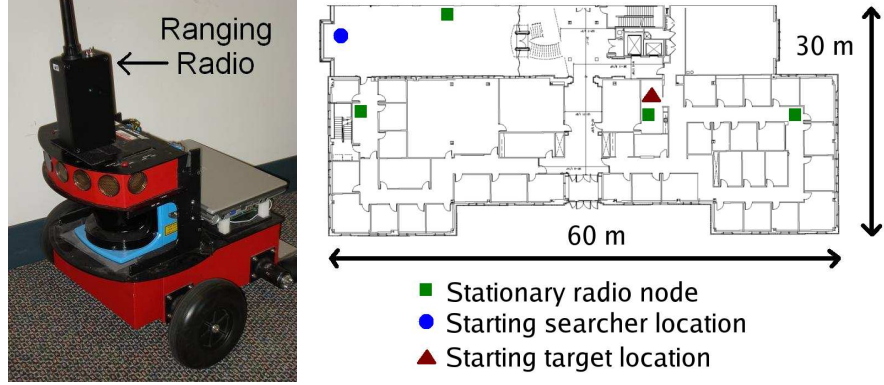 Ranging
Radio
30 m
60 m
Stationary radio node
Starting searcher location
Starting target location